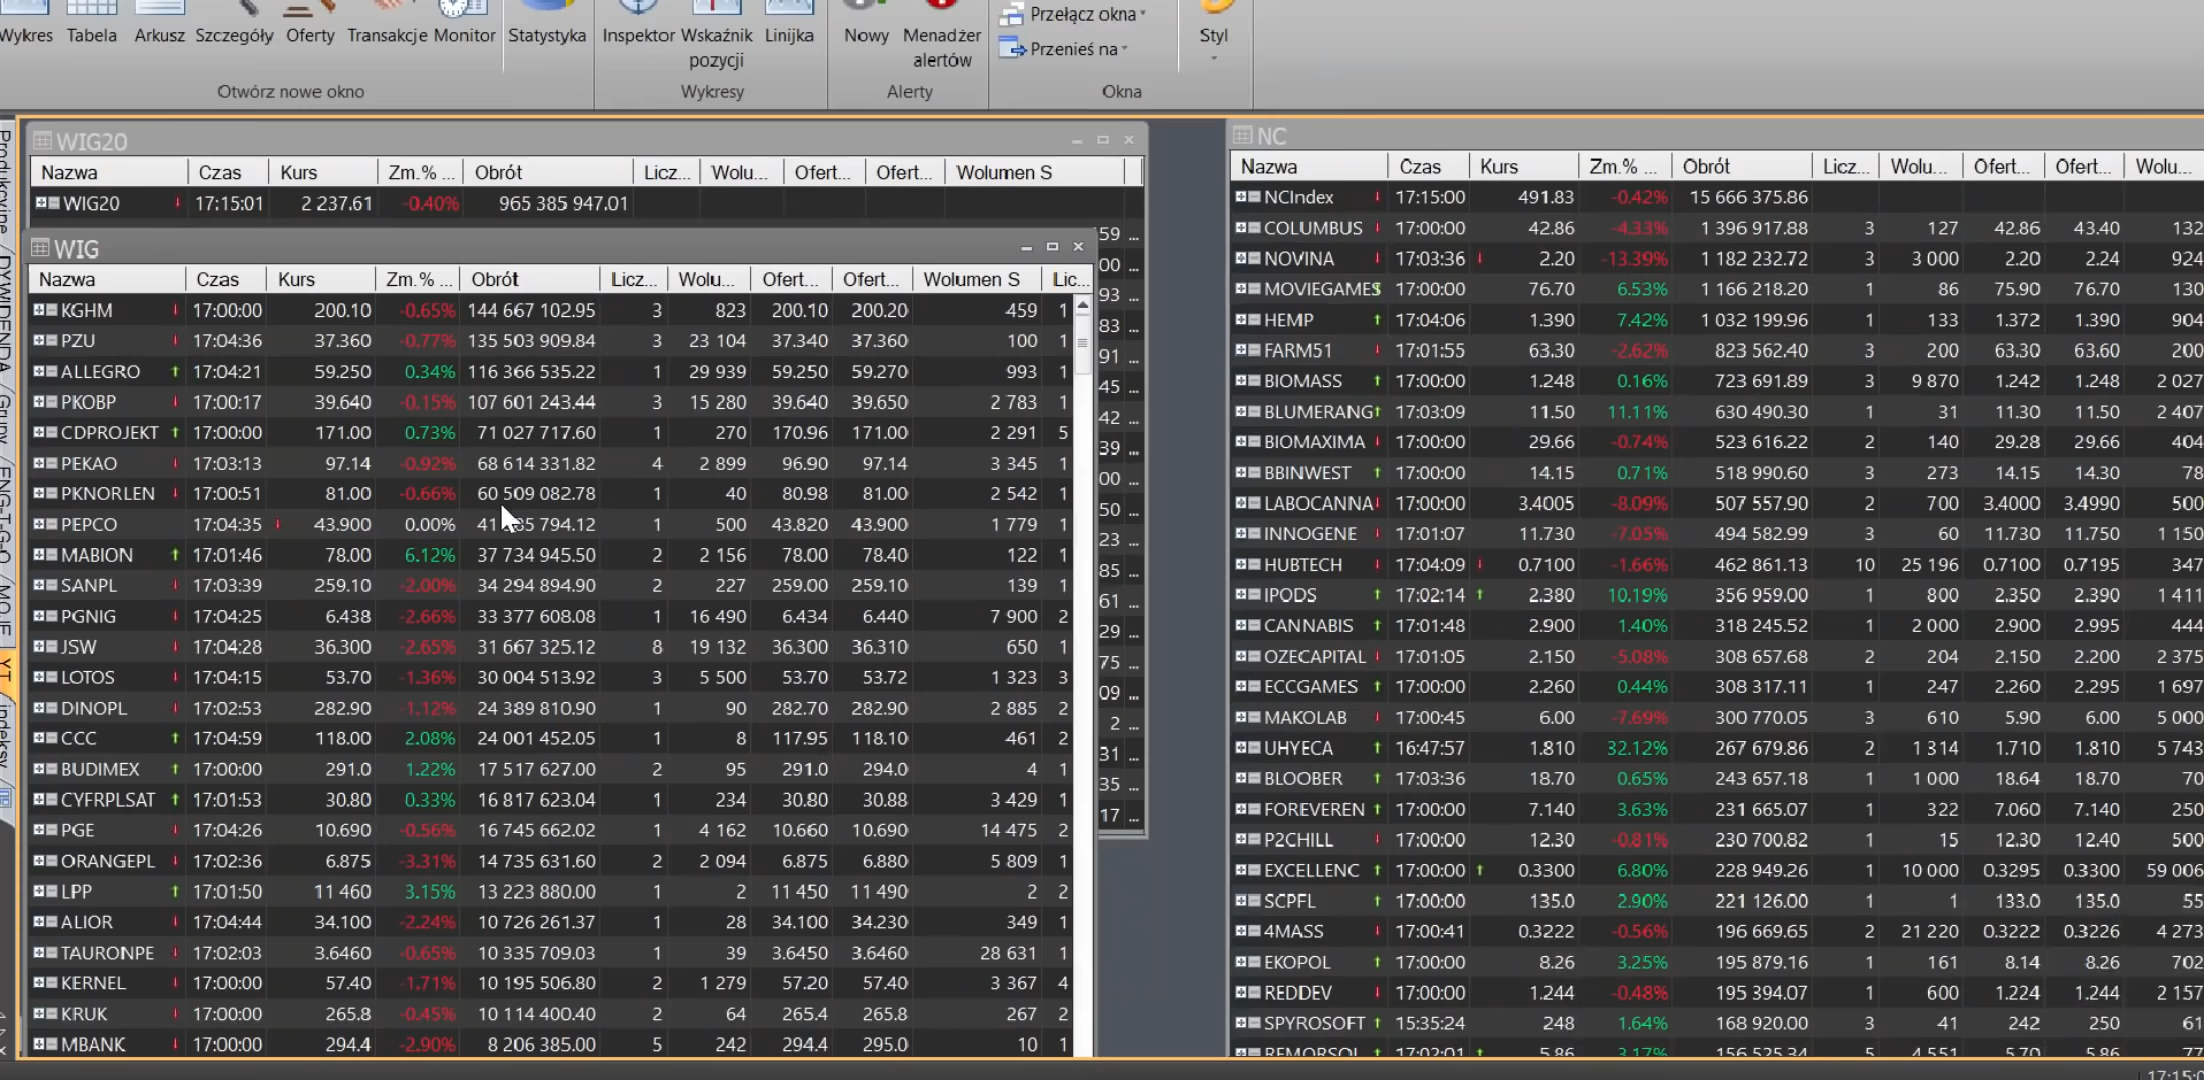 Wykres Tabela Arkusz Szczegóły Oferty Transakcje Monitor Statystyka Inspektor Wskaźnik pozycji Linijka Nowy Menadżer alertów Przełącz okna Przenieś na Styl
Otwórz nowe okno Wykresy Alerty Okna
Produkcyjne
DYWIDENDA
Grupy
ENG-T-G-O
MOJE
YT
indeksy
WIG20
Nazwa Czas Kurs Zm.% ... Obrót Licz... Wolu... Ofert... Ofert... Wolumen S
WIG20 17:15:01 2 237.61 -0.40% 965 385 947.01
WIG
Nazwa Czas Kurs Zm.% ... Obrót Licz... Wolu... Ofert... Ofert... Wolumen S Lic...
KGHM 17:00:00 200.10 -0.65% 144 667 102.95 3 823 200.10 200.20 459 1
PZU 17:04:36 37.360 -0.77% 135 503 909.84 3 23 104 37.340 37.360 100 1
ALLEGRO 17:04:21 59.250 0.34% 116 366 535.22 1 29 939 59.250 59.270 993 1
PKOBP 17:00:17 39.640 -0.15% 107 601 243.44 3 15 280 39.640 39.650 2 783 1
CDPROJEKT 17:00:00 171.00 0.73% 71 027 717.60 1 270 170.96 171.00 2 291 5
PEKAO 17:03:13 97.14 -0.92% 68 614 331.82 4 2 899 96.90 97.14 3 345 1
PKNORLEN 17:00:51 81.00 -0.66% 60 509 082.78 1 40 80.98 81.00 2 542 1
PEPCO 17:04:35 43.900 0.00% 1 500 43.820 43.900 1 779 1
MABION 17:01:46 78.00 6.12% 37 734 945.50 2 2 156 78.00 78.40 122 1
SANPL 17:03:39 259.10 -2.00% 34 294 894.90 2 227 259.00 259.10 139 1
PGNIG 17:04:25 6.438 -2.66% 33 377 608.08 1 16 490 6.434 6.440 7 900 2
JSW 17:04:28 36.300 -2.65% 31 667 325.12 8 19 132 36.300 36.310 650 1
LOTOS 17:04:15 53.70 -1.36% 30 004 513.92 3 5 500 53.70 53.72 1 323 3
DINOPL 17:02:53 282.90 -1.12% 24 389 810.90 1 90 282.70 282.90 2 885 2
CCC 17:04:59 118.00 2.08% 24 001 452.05 1 8 117.95 118.10 461 2
BUDIMEX 17:00:00 291.0 1.22% 17 517 627.00 2 95 291.0 294.0 4 1
CYFRPLSAT 17:01:53 30.80 0.33% 16 817 623.04 1 234 30.80 30.88 3 429 1
PGE 17:04:26 10.690 -0.56% 16 745 662.02 1 4 162 10.660 10.690 14 475 2
ORANGEPL 17:02:36 6.875 -3.31% 14 735 631.60 2 2 094 6.875 6.880 5 809 1
LPP 17:01:50 11 460 3.15% 13 223 880.00 1 2 11 450 11 490 2 2
ALIOR 17:04:44 34.100 -2.24% 10 726 261.37 1 28 34.100 34.230 349 1
TAURONPE 17:02:03 3.6460 -0.65% 10 335 709.03 1 39 3.6450 3.6460 28 631 1
KERNEL 17:00:00 57.40 -1.71% 10 195 506.80 2 1 279 57.20 57.40 3 367 4
KRUK 17:00:00 265.8 -0.45% 10 114 400.40 2 64 265.4 265.8 267 2
MBANK 17:00:00 294.4 -2.90% 8 206 385.00 5 242 294.4 295.0 10 1
59 ...
00 ...
93 ...
83 ...
91 ...
45 ...
42 ...
39 ...
00 ...
50 ...
23 ...
85 ...
61 ...
29 ...
75 ...
09 ...
2 ...
31 ...
35 ...
17 ...
NC
Nazwa Czas Kurs Zm.% ... Obrót Licz... Wolu... Ofert... Ofert... Wolu...
NCIndex 17:15:00 491.83 -0.42% 15 666 375.86
COLUMBUS 17:00:00 42.86 -4.33% 1 396 917.88 3 127 42.86 43.40 132
NOVINA 17:03:36 2.20 -13.39% 1 182 232.72 3 3 000 2.20 2.24 924
MOVIEGAMES 17:00:00 76.70 6.53% 1 166 218.20 1 86 75.90 76.70 130
HEMP 17:04:06 1.390 7.42% 1 032 199.96 1 133 1.372 1.390 904
FARM51 17:01:55 63.30 -2.62% 823 562.40 3 200 63.30 63.60 200
BIOMASS 17:00:00 1.248 0.16% 723 691.89 3 9 870 1.242 1.248 2 027
BLUMERANG 17:03:09 11.50 11.11% 630 490.30 1 31 11.30 11.50 2 407
BIOMAXIMA 17:00:00 29.66 -0.74% 523 616.22 2 140 29.28 29.66 404
BBINWEST 17:00:00 14.15 0.71% 518 990.60 3 273 14.15 14.30 78
LABOCANNA 17:00:00 3.4005 -8.09% 507 557.90 2 700 3.4000 3.4990 500
INNOGENE 17:01:07 11.730 -7.05% 494 582.99 3 60 11.730 11.750 1 150
HUBTECH 17:04:09 0.7100 -1.66% 462 861.13 10 25 196 0.7100 0.7195 347
IPODS 17:02:14 2.380 10.19% 356 959.00 1 800 2.350 2.390 1 411
CANNABIS 17:01:48 2.900 1.40% 318 245.52 1 2 000 2.900 2.995 444
OZECAPITAL 17:01:05 2.150 -5.08% 308 657.68 2 204 2.150 2.200 2 375
ECCGAMES 17:00:00 2.260 0.44% 308 317.11 1 247 2.260 2.295 1 697
MAKOLAB 17:00:45 6.00 -7.69% 300 770.05 3 610 5.90 6.00 5 000
UHYECA 16:47:57 1.810 32.12% 267 679.86 2 1 314 1.710 1.810 5 743
BLOOBER 17:03:36 18.70 0.65% 243 657.18 1 1 000 18.64 18.70 70
FOREVEREN 17:00:00 7.140 3.63% 231 665.07 1 322 7.060 7.140 250
P2CHILL 17:00:00 12.30 -0.81% 230 700.82 1 15 12.30 12.40 500
EXCELLENC 17:00:00 0.3300 6.80% 228 949.26 1 10 000 0.3295 0.3300 59 006
SCPFL 17:00:00 135.0 2.90% 221 126.00 1 1 133.0 135.0 55
4MASS 17:00:41 0.3222 -0.56% 196 669.65 2 21 220 0.3222 0.3226 4 273
EKOPOL 17:00:00 8.26 3.25% 195 879.16 1 161 8.14 8.26 702
REDDEV 17:00:00 1.244 -0.48% 195 394.07 1 600 1.224 1.244 2 157
SPYROSOFT 15:35:24 248 1.64% 168 920.00 3 41 242 250 61
REMORSOL 17:02:01 5.86 3.17% 156 525.34 5 4 551 5.70 5.86 77